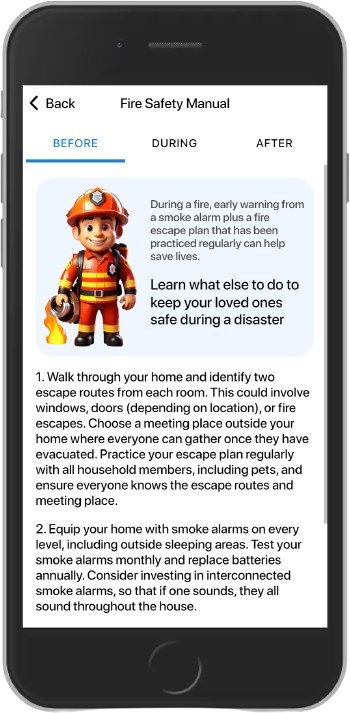 Back Fire Safety Manual
BEFORE DURING AFTER
During a fire, early warning from
a smoke alarm plus a fire
escape plan that has been
practiced regularly can help
save lives.
Learn what else to do to
keep your loved ones
safe during a disaster
1. Walk through your home and identify two
escape routes from each room. This could involve
windows, doors (depending on location), or fire
escapes. Choose a meeting place outside your
home where everyone can gather once they have
evacuated. Practice your escape plan regularly
with all household members, including pets, and
ensure everyone knows the escape routes and
meeting place.
2. Equip your home with smoke alarms on every
level, including outside sleeping areas. Test your
smoke alarms monthly and replace batteries
annually. Consider investing in interconnected
smoke alarms, so that if one sounds, they all
sound throughout the house.